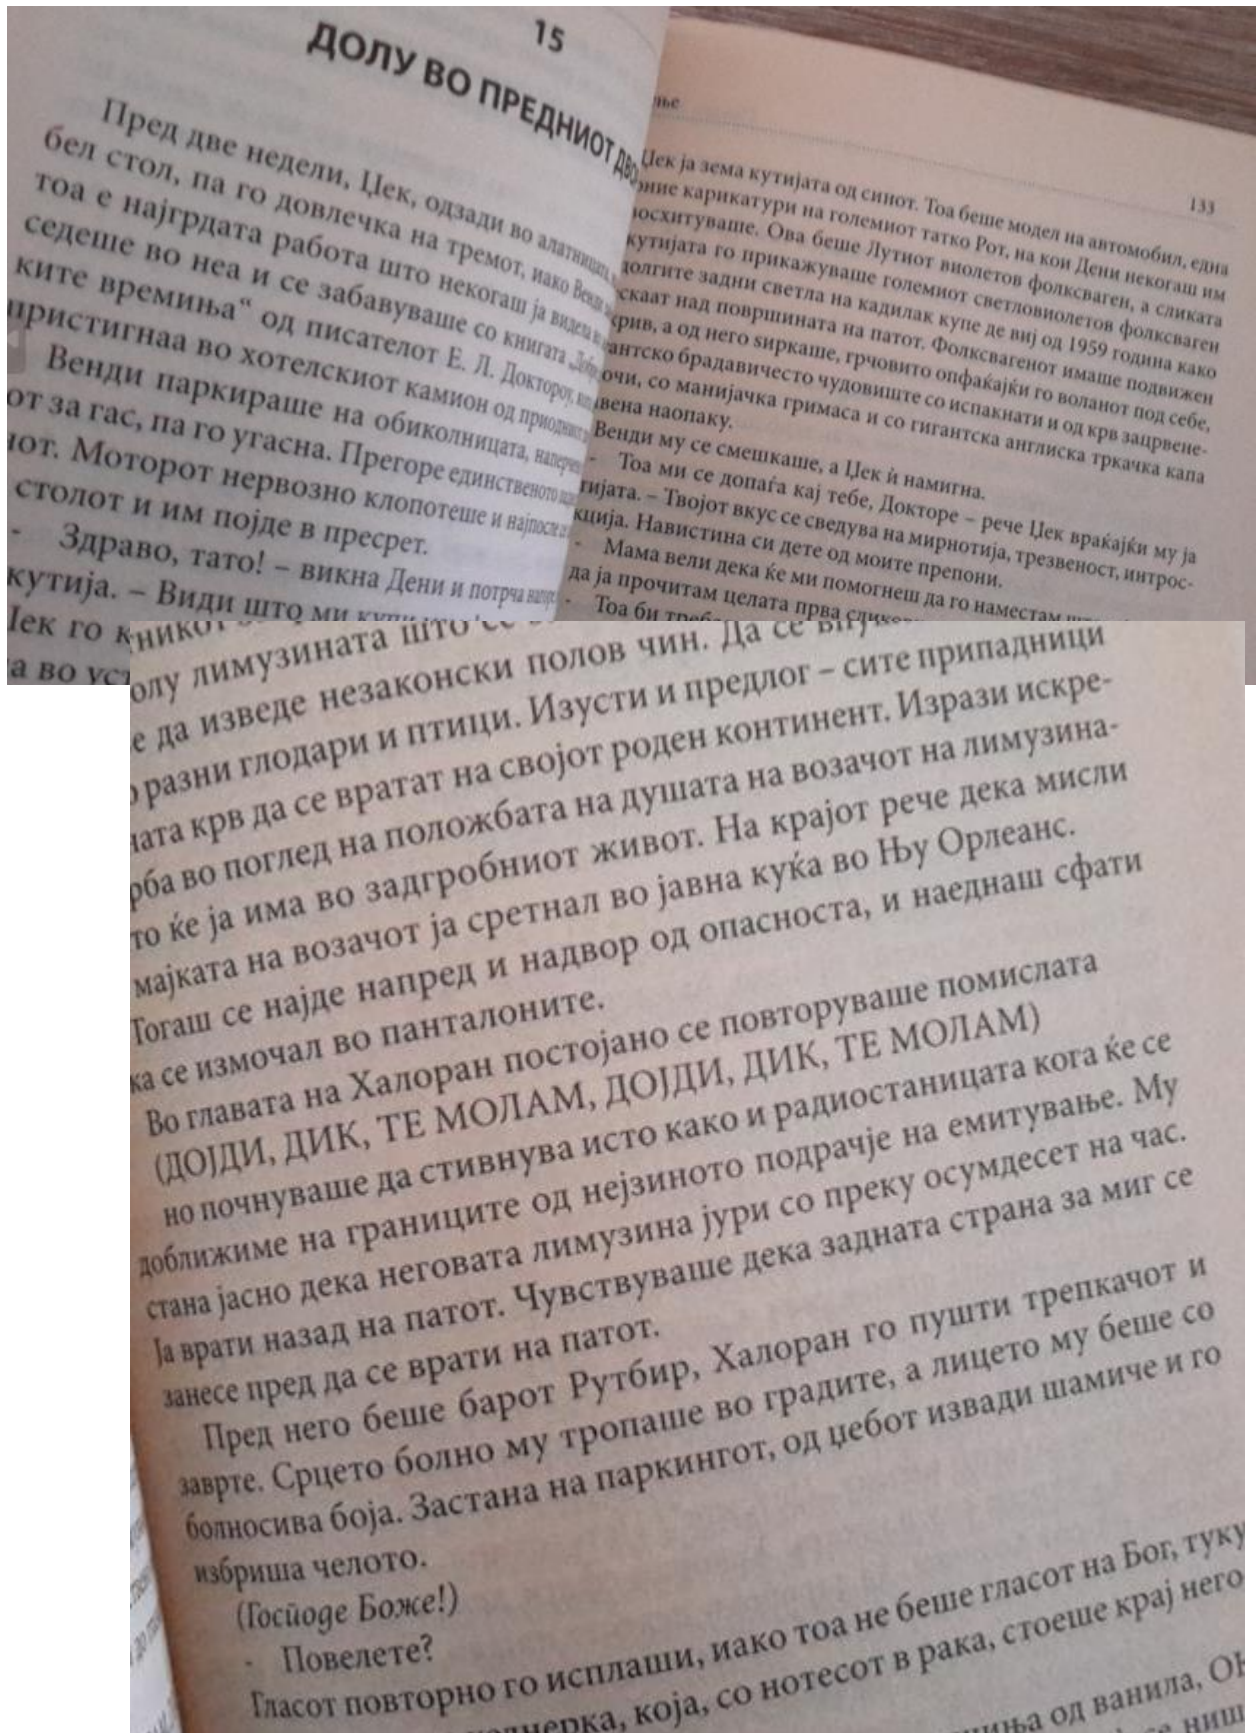 15
ДОЛУ ВО ПРЕДНИОТ
Пред две недели, Џек, одзади во алатницата,
бел стол, па го довлечка на тремот, иако Венди
тоа е најгрдата работа што некогаш ја видела
седеше во неа и се забавуваше со книгата
ките времиња“ од писателот Е. Л. Доктороу,
пристигнаа во хотелскиот камион од
Венди паркираше на обиколницата,
от за гас, па го угасна. Прегоре единственото
Моторот нервозно клопотеше и најпосле
столот и им појде в пресрет.
- Здраво, тато! – викна Дени и потрча
кутија. – Види што ми
Џек го
а во
133
Џек ја зема кутијата од синот. Тоа беше модел на автомобил, една
карикатури на големиот татко Рот, на кои Дени некогаш им
Ова беше Лутиот виолетов фолксваген, а сликата
кутијата го прикажуваше големиот светловиолетов фолксваген
долгите задни светла на кадилак купе де виј од 1959 година како
над површината на патот. Фолксвагенот имаше подвижен
а од него ѕиркаше, грчовито опфаќајќи го воланот под себе,
брадавичесто чудовиште со испакнати и од крв зацрвене-
очи, со манијачка гримаса и со гигантска англиска тркачка капа
наопаку.
Венди му се смешкаше, а Џек ѝ намигна.
- Тоа ми се допаѓа кај тебе, Докторе – рече Џек враќајќи му ја
– Твојот вкус се сведува на мирнотија, трезвеност, интрос-
Навистина си дете од моите препони.
- Мама вели дека ќе ми помогнеш да го наместам
да ја прочитам целата прва
- Тоа би
лимузината што
да изведе незаконски полов чин. Да се
разни глодари и птици. Изусти и предлог – сите припадници
крв да се вратат на својот роден континент. Изрази искре-
во поглед на положбата на душата на возачот на лимузина-
то ќе ја има во задгробниот живот. На крајот рече дека мисли
мајката на возачот ја сретнал во јавна куќа во Њу Орлеанс.
Тогаш се најде напред и надвор од опасноста, и наеднаш сфати
ка се измочал во панталоните.
Во главата на Халоран постојано се повторуваше помислата
(ДОЈДИ, ДИК, ТЕ МОЛАМ, ДОЈДИ, ДИК, ТЕ МОЛАМ)
но почнуваше да стивнува исто како и радиостаницата кога ќе се
доближиме на границите од нејзиното подрачје на емитување. Му
стана јасно дека неговата лимузина јури со преку осумдесет на час.
Ја врати назад на патот. Чувствуваше дека задната страна за миг се
занесе пред да се врати на патот.
Пред него беше барот Рутбир, Халоран го пушти трепкачот и
заврте. Срцето болно му тропаше во градите, а лицето му беше со
болносива боја. Застана на паркингот, од џебот извади шамиче и го
избриша челото.
(Господе Боже!)
- Повелете?
Гласот повторно го исплаши, иако тоа не беше гласот на Бог, туку
која, со нотесот в рака, стоеше крај него
од ванила,